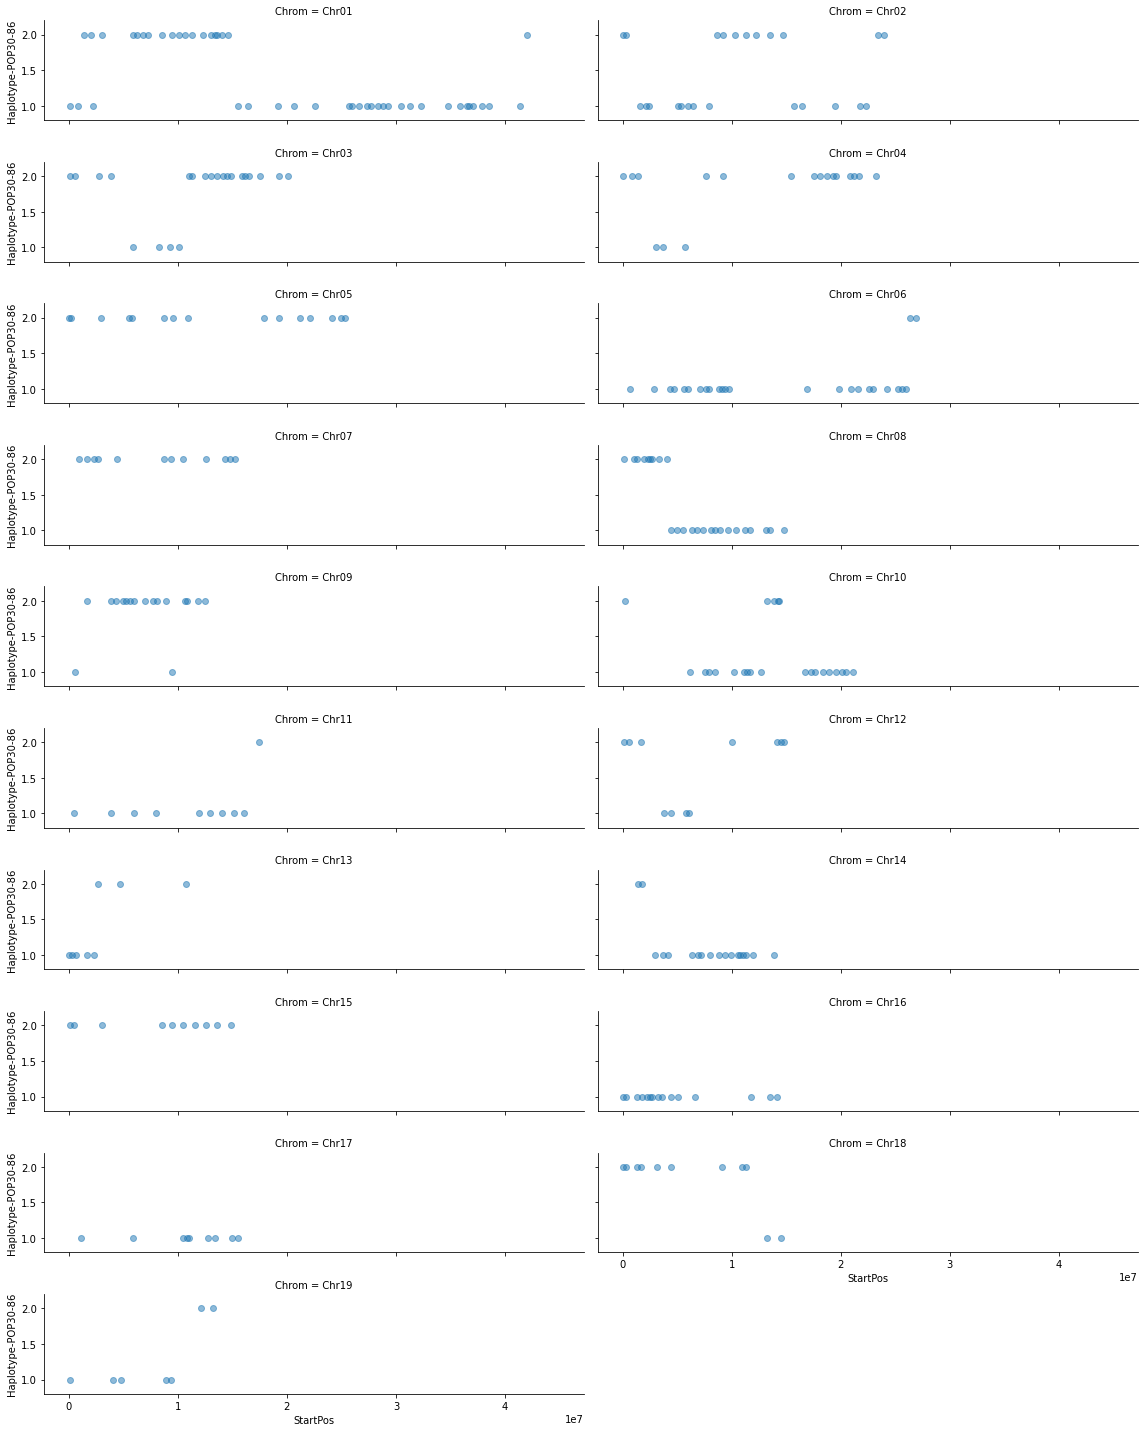 Chrom = Chr01
Chrom = Chr02
Haplotype-POP30-86
2.0
1.5
1.0
Chrom = Chr03
Chrom = Chr04
Haplotype-POP30-86
2.0
1.5
1.0
Chrom = Chr05
Chrom = Chr06
Haplotype-POP30-86
2.0
1.5
1.0
Chrom = Chr07
Chrom = Chr08
Haplotype-POP30-86
2.0
1.5
1.0
Chrom = Chr09
Chrom = Chr10
Haplotype-POP30-86
2.0
1.5
1.0
Chrom = Chr11
Chrom = Chr12
Haplotype-POP30-86
2.0
1.5
1.0
Chrom = Chr13
Chrom = Chr14
Haplotype-POP30-86
2.0
1.5
1.0
Chrom = Chr15
Chrom = Chr16
Haplotype-POP30-86
2.0
1.5
1.0
Chrom = Chr17
Chrom = Chr18
Haplotype-POP30-86
2.0
1.5
1.0
0 1 2 3 4
StartPos
1e7
Chrom = Chr19
Haplotype-POP30-86
2.0
1.5
1.0
0 1 2 3 4
StartPos
1e7